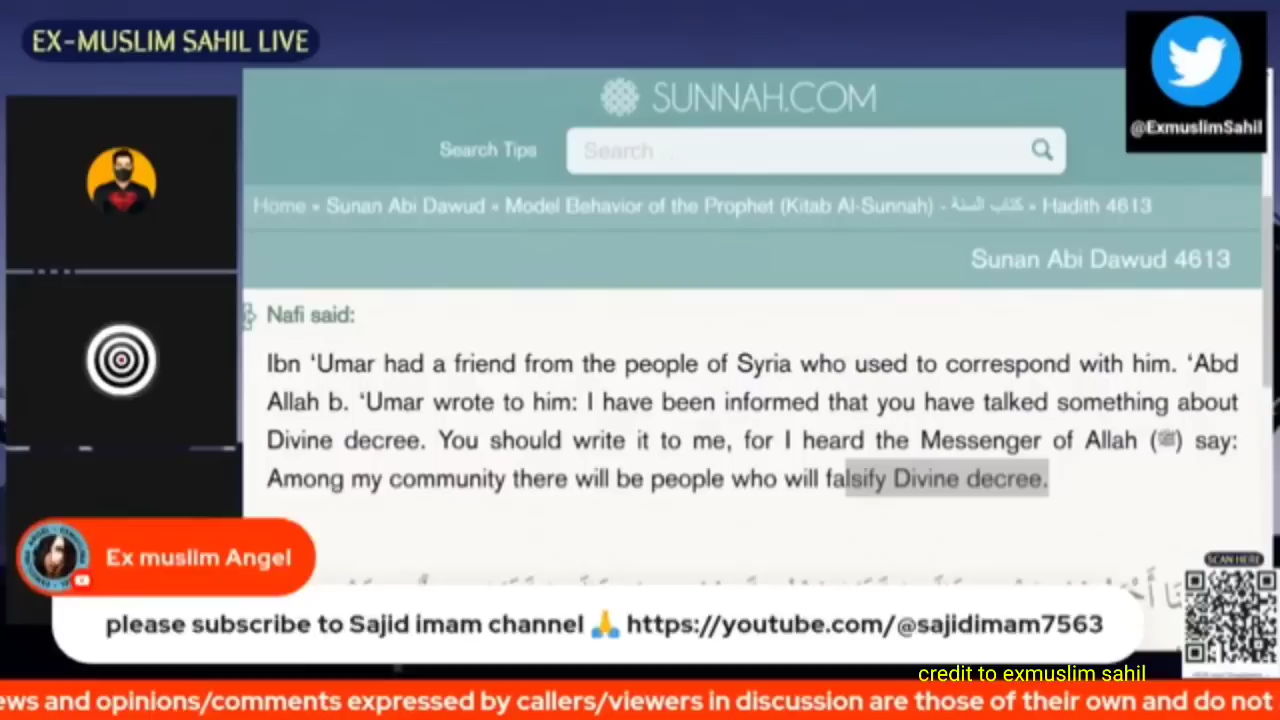 EX-MUSLIM SAHIL LIVE
@ExmuslimSahil
SUNNAH.COM
Search Tips
Search ...
Home » Sunan Abi Dawud » Model Behavior of the Prophet (Kitab Al-Sunnah) - كتاب السنة » Hadith 4613
Sunan Abi Dawud 4613
Nafi said:
Ibn ‘Umar had a friend from the people of Syria who used to correspond with him. ‘Abd
Allah b. ‘Umar wrote to him: I have been informed that you have talked something about
Divine decree. You should write it to me, for I heard the Messenger of Allah (ﷺ) say:
Among my community there will be people who will falsify Divine decree.
Ex muslim Angel
SCAN HERE
please subscribe to Sajid imam channel 🙏 https://youtube.com/@sajidimam7563
credit to exmuslim sahil
ews and opinions/comments expressed by callers/viewers in discussion are those of their own and do not